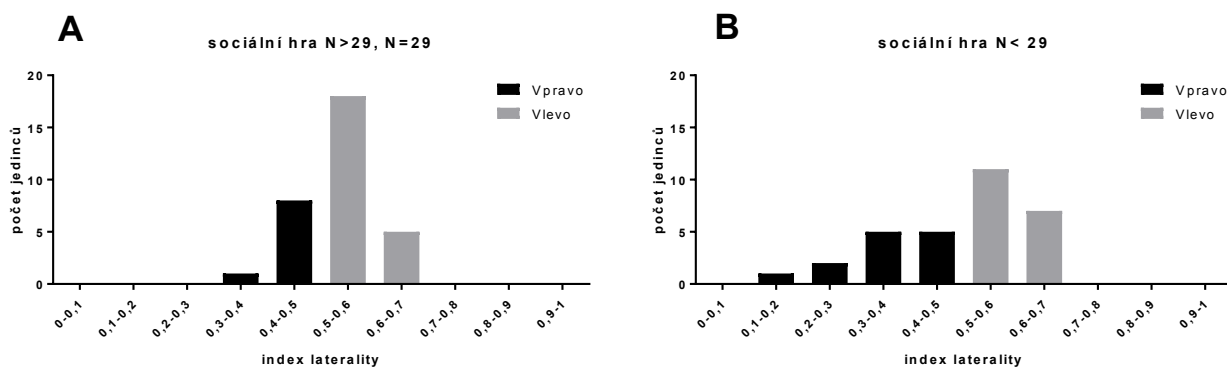 A
sociální hra N>29, N=29
Vpravo
Vlevo
počet jedinců
20
15
10
5
0
0-0,1
0,1-0,2
0,2-0,3
0,3-0,4
0,4-0,5
0,5-0,6
0,6-0,7
0,7-0,8
0,8-0,9
0,9-1
index laterality
B
sociální hra N< 29
Vpravo
Vlevo
počet jedinců
20
15
10
5
0
0-0,1
0,1-0,2
0,2-0,3
0,3-0,4
0,4-0,5
0,5-0,6
0,6-0,7
0,7-0,8
0,8-0,9
0,9-1
index laterality